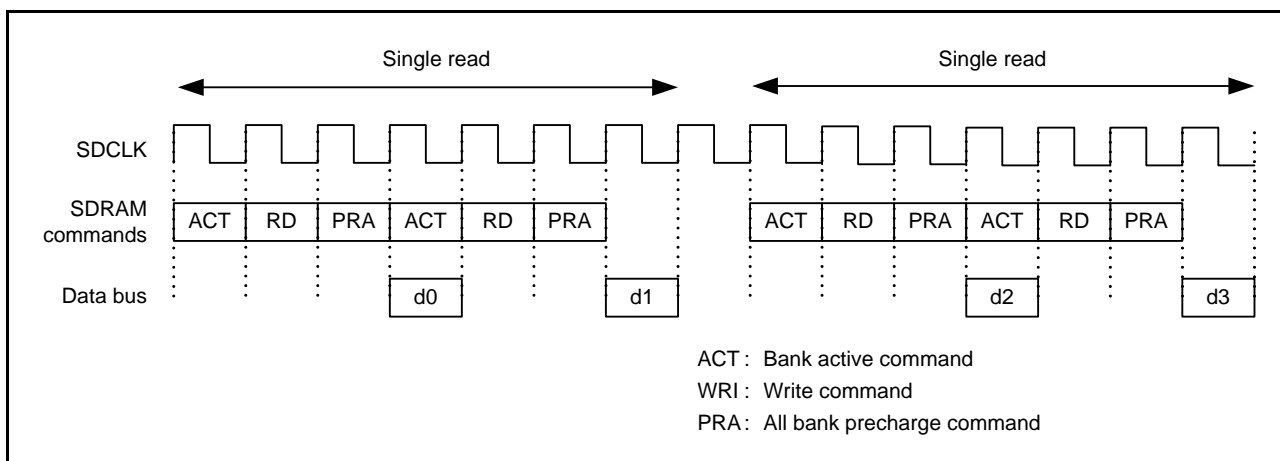 Single read Single read
SDCLK
SDRAM
commands
ACT RD PRA ACT RD PRA ACT RD PRA ACT RD PRA
Data bus d0 d1 d2 d3
ACT : Bank active command
WRI : Write command
PRA : All bank precharge command